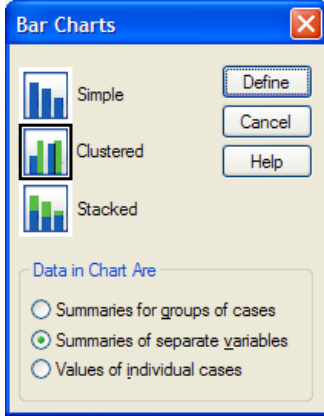 Bar Charts
Simple
Define
Cancel
Clustered
Help
Stacked
Data in Chart Are
Summaries for groups of cases
Summaries of separate variables
Values of individual cases